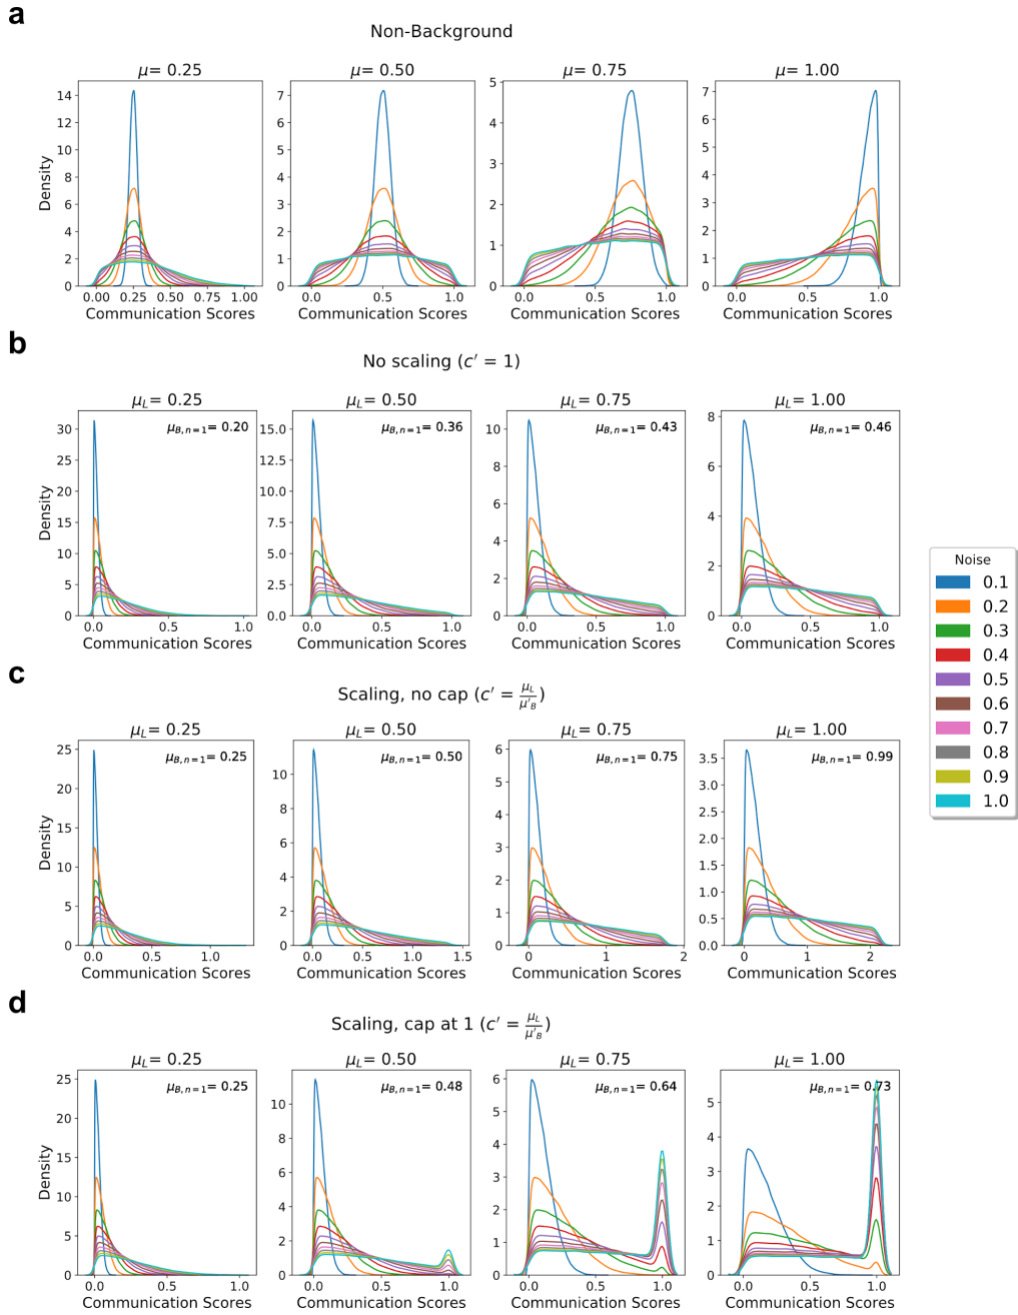 a
Non-Background
μ= 0.25 μ= 0.50 μ= 0.75 μ= 1.00
Density
14 12 10 8 6 4 2 0
7 6 5 4 3 2 1 0
5 4 3 2 1 0
7 6 5 4 3 2 1 0
0.00 0.25 0.50 0.75 1.00
0.0 0.5 1.0
0.0 0.5 1.0
0.0 0.5 1.0
Communication Scores Communication Scores Communication Scores Communication Scores
b
No scaling (c′ = 1)
μL= 0.25 μL= 0.50 μL= 0.75 μL= 1.00
μB, n=1= 0.20 μB, n=1= 0.36 μB, n=1= 0.43 μB, n=1= 0.46
Density
30 25 20 15 10 5 0
15.0 12.5 10.0 7.5 5.0 2.5 0.0
10 8 6 4 2 0
8 6 4 2 0
0.0 0.5 1.0
0.0 0.5 1.0
0.0 0.5 1.0
0.0 0.5 1.0
Communication Scores Communication Scores Communication Scores Communication Scores
c
Scaling, no cap (c′ = μL/μ′B)
μL= 0.25 μL= 0.50 μL= 0.75 μL= 1.00
μB, n=1= 0.25 μB, n=1= 0.50 μB, n=1= 0.75 μB, n=1= 0.99
Density
25 20 15 10 5 0
10 8 6 4 2 0
6 5 4 3 2 1 0
3.5 3.0 2.5 2.0 1.5 1.0 0.5 0.0
0.0 0.5 1.0
0.0 0.5 1.0 1.5
0 1 2
0 1 2
Communication Scores Communication Scores Communication Scores Communication Scores
d
Scaling, cap at 1 (c′ = μL/μ′B)
μL= 0.25 μL= 0.50 μL= 0.75 μL= 1.00
μB, n=1= 0.25 μB, n=1= 0.48 μB, n=1= 0.64 μB, n=1= 0.73
Density
25 20 15 10 5 0
12 10 8 6 4 2 0
6 5 4 3 2 1 0
5 4 3 2 1 0
0.0 0.5 1.0
0.0 0.5 1.0
0.0 0.5 1.0
0.0 0.5 1.0
Communication Scores Communication Scores Communication Scores Communication Scores
Noise
0.1
0.2
0.3
0.4
0.5
0.6
0.7
0.8
0.9
1.0